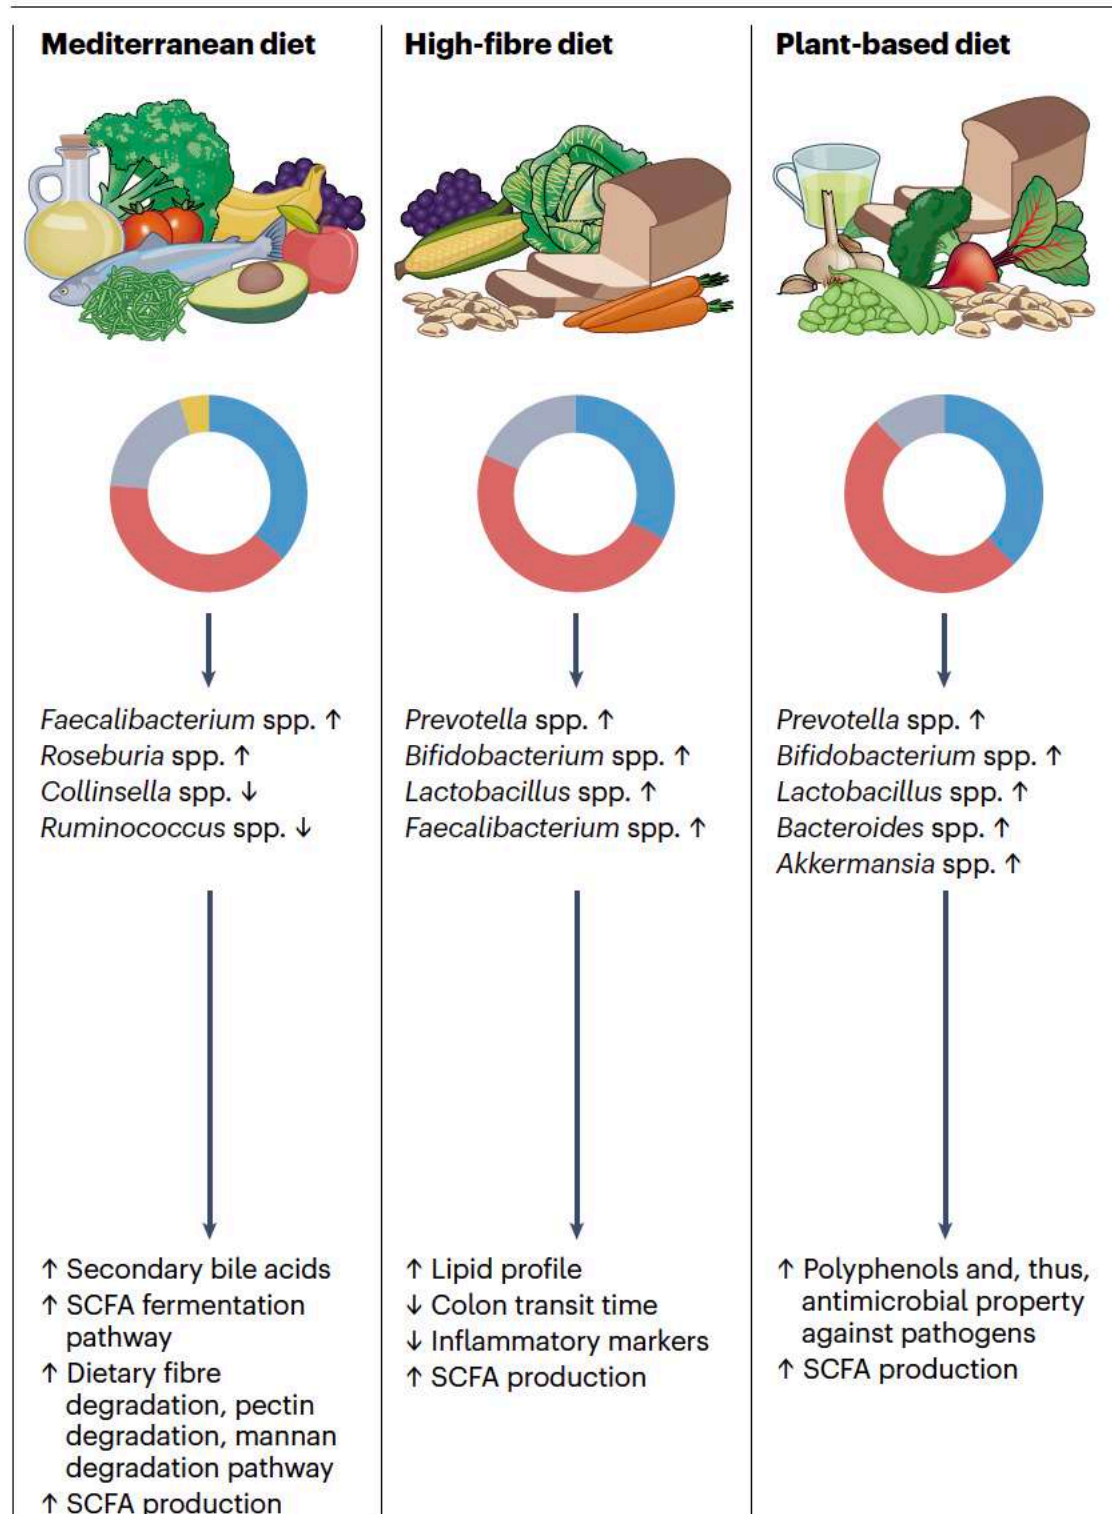 Mediterranean diet
Faecalibacterium spp. ↑
Roseburia spp. ↑
Collinsella spp. ↓
Ruminococcus spp. ↓
↑ Secondary bile acids
↑ SCFA fermentation
pathway
↑ Dietary fibre
degradation, pectin
degradation, mannan
degradation pathway
↑ SCFA production
High-fibre diet
Prevotella spp. ↑
Bifidobacterium spp. ↑
Lactobacillus spp. ↑
Faecalibacterium spp. ↑
↑ Lipid profile
↓ Colon transit time
↓ Inflammatory markers
↑ SCFA production
Plant-based diet
Prevotella spp. ↑
Bifidobacterium spp. ↑
Lactobacillus spp. ↑
Bacteroides spp. ↑
Akkermansia spp. ↑
↑ Polyphenols and, thus,
antimicrobial property
against pathogens
↑ SCFA production